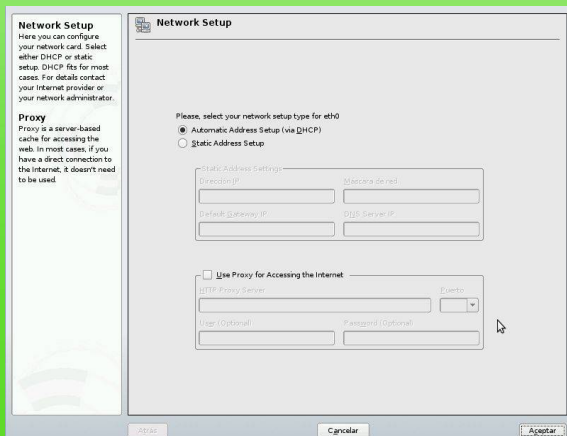 Network Setup
Here you can configure
your network card. Select
either DHCP or static
setup. DHCP fits for most
cases. For details contact
your Internet provider or
your network administrator.
Proxy
Proxy is a server-based
cache for accessing the
web. In most cases, if you
have a direct connection to
the Internet, it doesn't need
to be used.
Network Setup
Please, select your network setup type for eth0
Automatic Address Setup (via DHCP)
Static Address Setup
Static Address Settings
Dirección IP
Máscara de red
Default Gateway IP
DNS Server IP
Use Proxy for Accessing the Internet
HTTP Proxy Server
Puerto
User (Optional)
Password (Optional)
Atrás
Cancelar
Aceptar